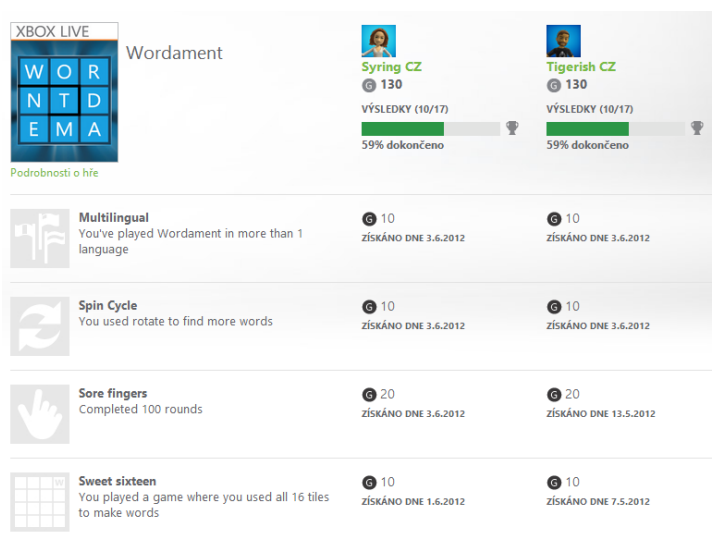 XBOX LIVE
W O R
N T D
E M A
Wordament
Podrobnosti o hře
Syring CZ
G 130
VÝSLEDKY (10/17)
59% dokončeno
Tigerish CZ
G 130
VÝSLEDKY (10/17)
59% dokončeno
Multilingual
You've played Wordament in more than 1
language
G 10
ZÍSKÁNO DNE 3.6.2012
G 10
ZÍSKÁNO DNE 3.6.2012
Spin Cycle
You used rotate to find more words
G 10
ZÍSKÁNO DNE 3.6.2012
G 10
ZÍSKÁNO DNE 3.6.2012
Sore fingers
Completed 100 rounds
G 20
ZÍSKÁNO DNE 3.6.2012
G 20
ZÍSKÁNO DNE 13.5.2012
W
Sweet sixteen
You played a game where you used all 16 tiles
to make words
G 10
ZÍSKÁNO DNE 1.6.2012
G 10
ZÍSKÁNO DNE 7.5.2012